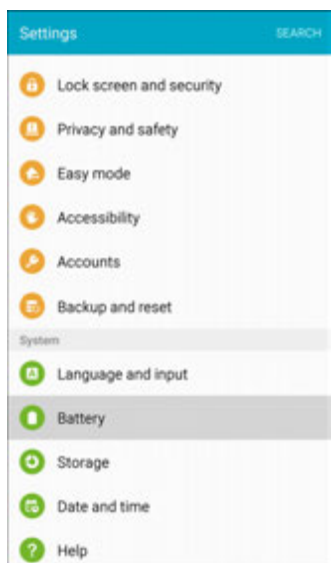 Settings SEARCH
Lock screen and security
Privacy and safety
Easy mode
Accessibility
Accounts
Backup and reset
System
Language and input
Battery
Storage
Date and time
Help